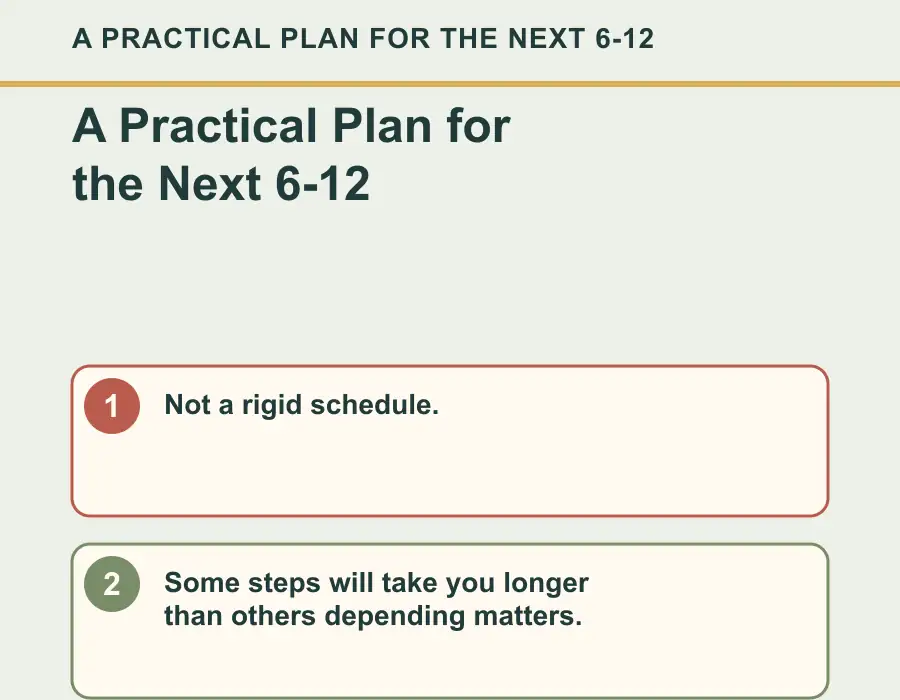 A PRACTICAL PLAN FOR THE NEXT 6-12
A Practical Plan for
the Next 6-12
1
Not a rigid schedule.
2
Some steps will take you longer
than others depending matters.